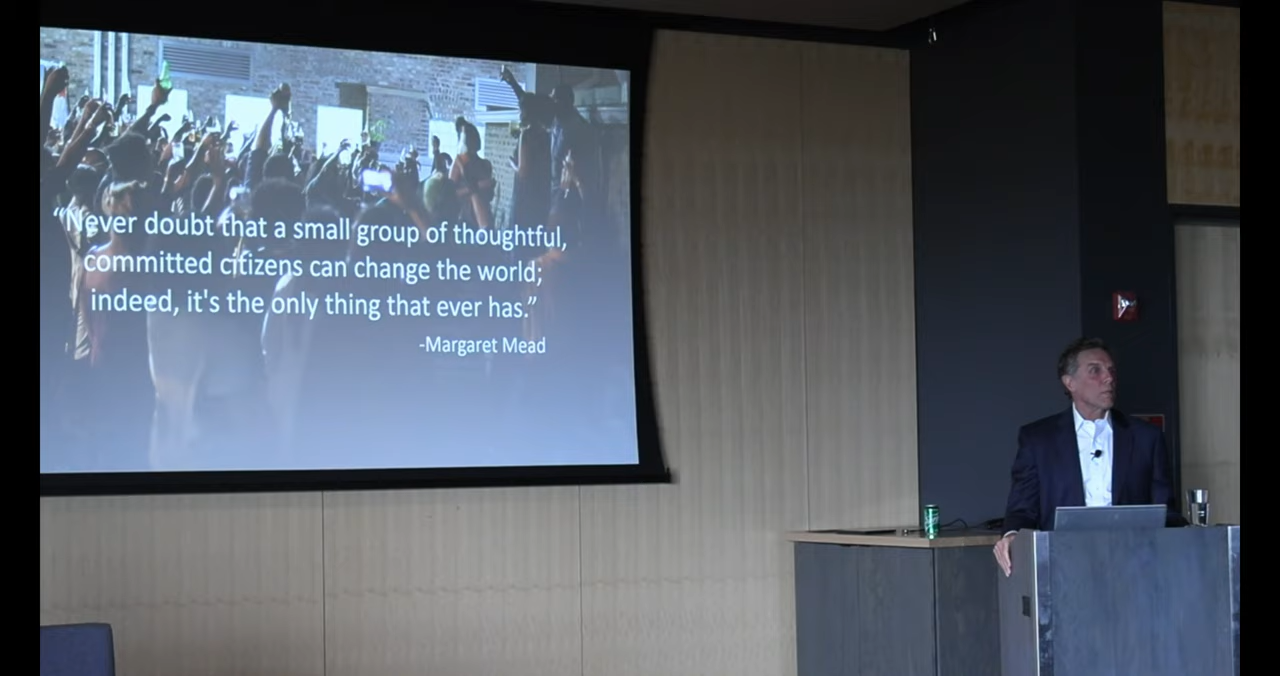 “Never doubt that a small group of thoughtful,
committed citizens can change the world;
indeed, it's the only thing that ever has.”
-Margaret Mead